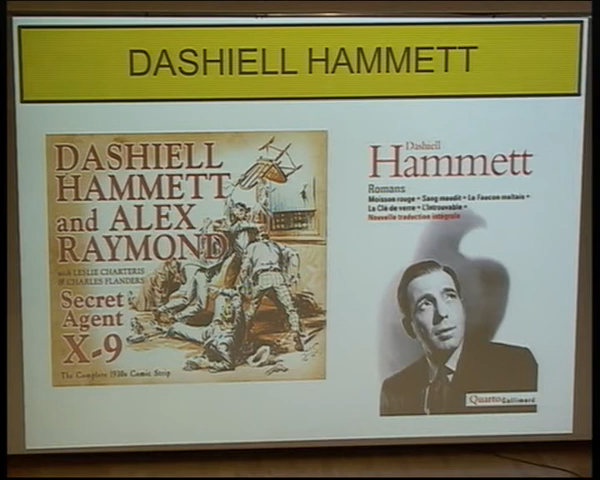 DASHIELL HAMMETT
DASHIELL
HAMMETT
and ALEX
RAYMOND
with LESLIE CHARTERIS
& CHARLES FLANDERS
Secret
Agent
X-9
The Complete 1930s Comic Strip
Dashiell
Hammett
Romans
Moisson rouge • Sang maudit • Le Faucon maltais •
La Clé de verre • L'Introuvable •
Nouvelle traduction intégrale
Quarto Gallimard